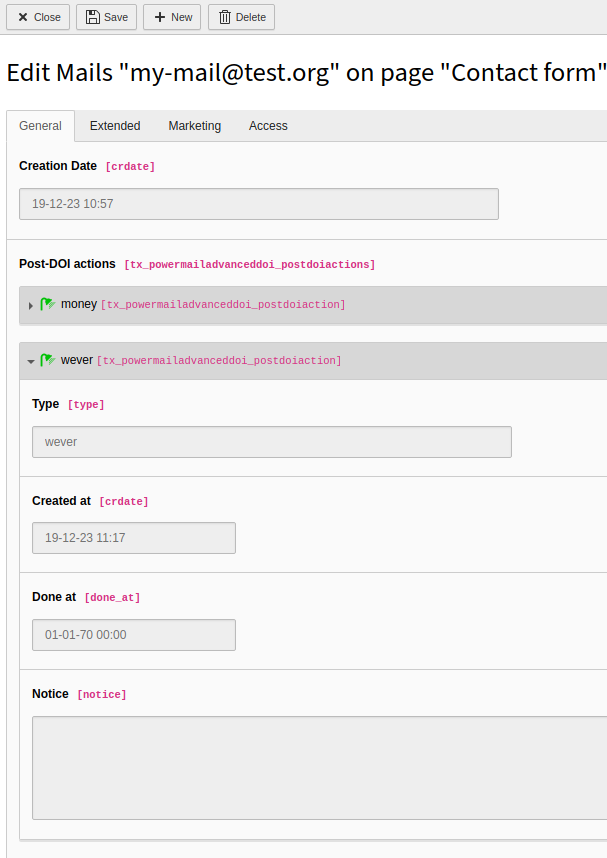 Close Save New Delete
Edit Mails "my-mail@test.org" on page "Contact form"
General Extended Marketing Access
Creation Date [crdate]
19-12-23 10:57
Post-DOI actions [tx_powermailadvanceddoi_postdoiactions]
money [tx_powermailadvanceddoi_postdoiaction]
wever [tx_powermailadvanceddoi_postdoiaction]
Type [type]
wever
Created at [crdate]
19-12-23 11:17
Done at [done_at]
01-01-70 00:00
Notice [notice]